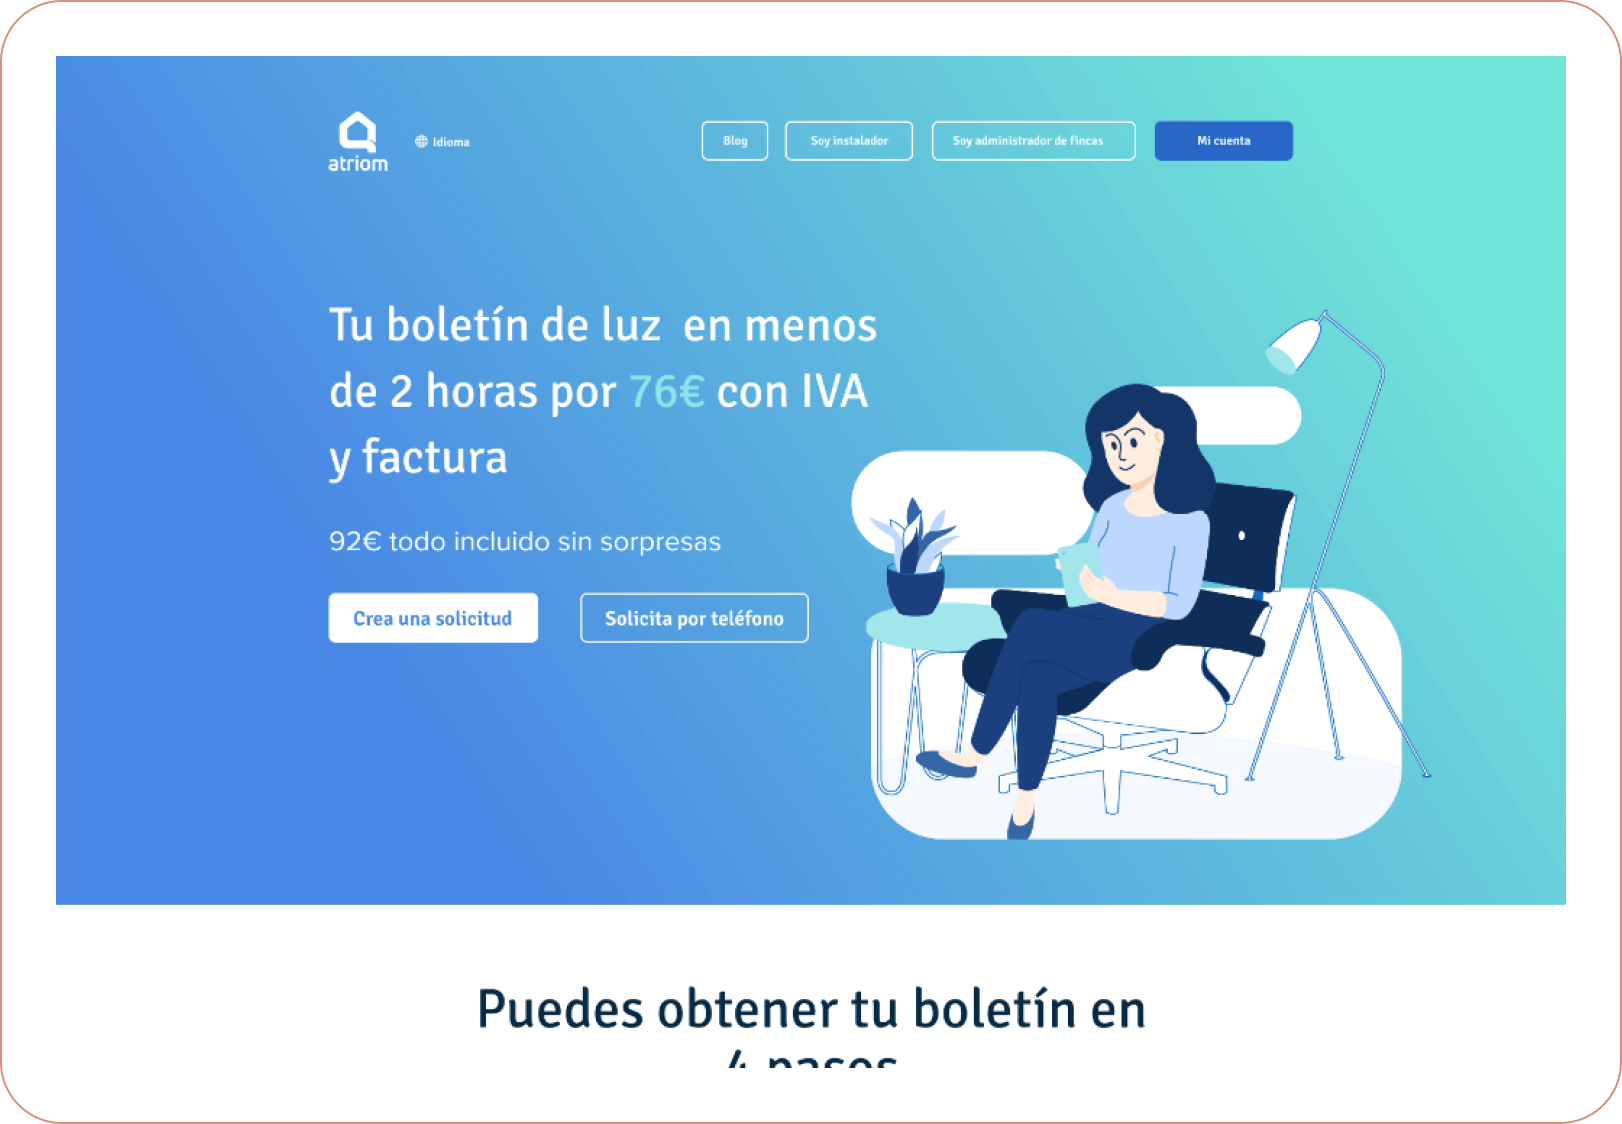 atriom
Idioma
Blog
Soy instalador
Soy administrador de fincas
Mi cuenta
Tu boletín de luz en menos
de 2 horas por 76€ con IVA
y factura
92€ todo incluido sin sorpresas
Crea una solicitud
Solicita por teléfono
Puedes obtener tu boletín en
4 pasos